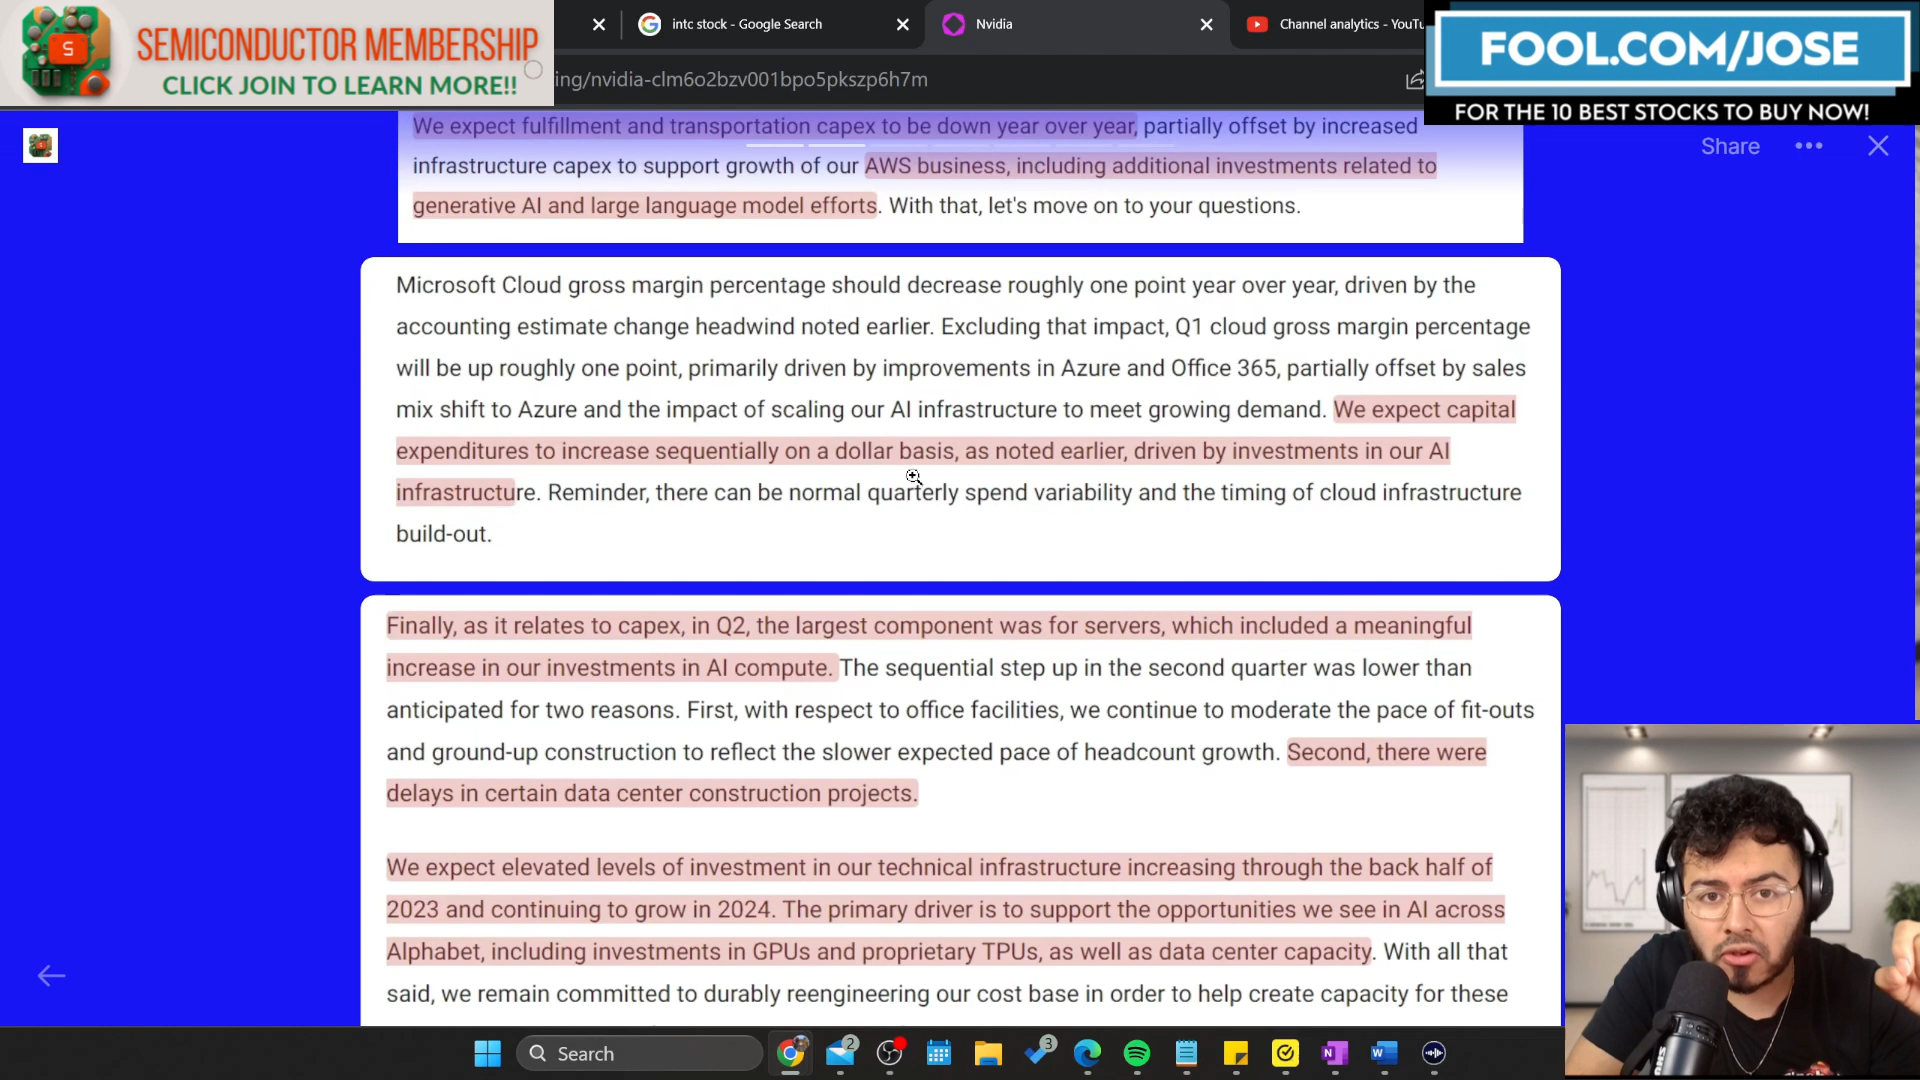 SEMICONDUCTOR MEMBERSHIP
CLICK JOIN TO LEARN MORE!!
intc stock - Google Search
Nvidia
Channel analytics - YouTu
FOOL.COM/JOSE
FOR THE 10 BEST STOCKS TO BUY NOW!
ing/nvidia-clm6o2bzv001bpo5pkszp6h7m
Share
We expect fulfillment and transportation capex to be down year over year, partially offset by increased
infrastructure capex to support growth of our AWS business, including additional investments related to
generative AI and large language model efforts. With that, let's move on to your questions.
Microsoft Cloud gross margin percentage should decrease roughly one point year over year, driven by the
accounting estimate change headwind noted earlier. Excluding that impact, Q1 cloud gross margin percentage
will be up roughly one point, primarily driven by improvements in Azure and Office 365, partially offset by sales
mix shift to Azure and the impact of scaling our AI infrastructure to meet growing demand. We expect capital
expenditures to increase sequentially on a dollar basis, as noted earlier, driven by investments in our AI
infrastructure. Reminder, there can be normal quarterly spend variability and the timing of cloud infrastructure
build-out.
Finally, as it relates to capex, in Q2, the largest component was for servers, which included a meaningful
increase in our investments in AI compute. The sequential step up in the second quarter was lower than
anticipated for two reasons. First, with respect to office facilities, we continue to moderate the pace of fit-outs
and ground-up construction to reflect the slower expected pace of headcount growth. Second, there were
delays in certain data center construction projects.
We expect elevated levels of investment in our technical infrastructure increasing through the back half of
2023 and continuing to grow in 2024. The primary driver is to support the opportunities we see in AI across
Alphabet, including investments in GPUs and proprietary TPUs, as well as data center capacity. With all that
said, we remain committed to durably reengineering our cost base in order to help create capacity for these
Search
2
3